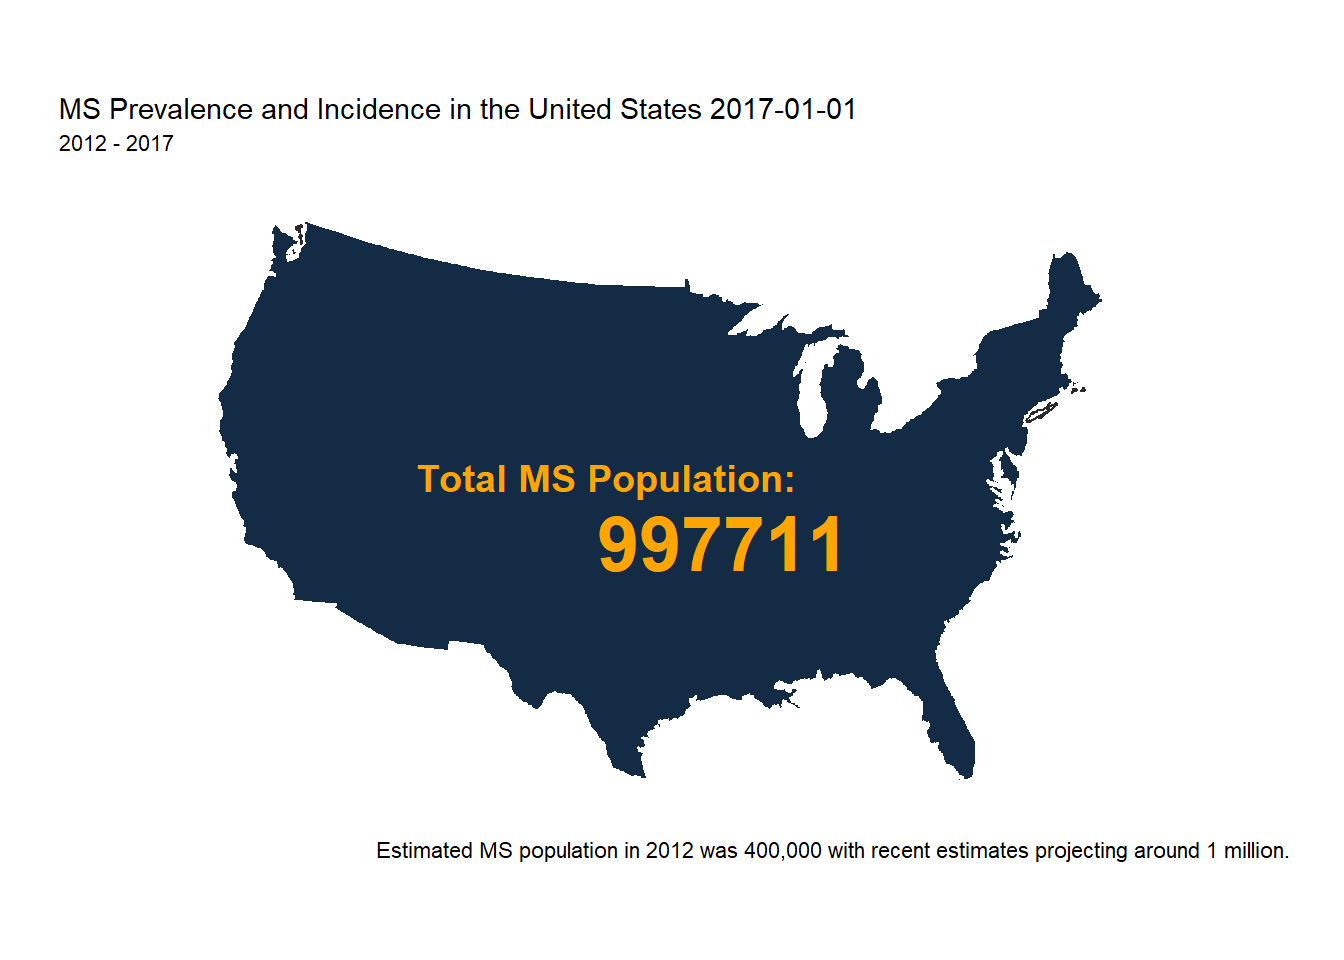 MS Prevalence and Incidence in the United States 2017-01-01
2012 - 2017
Total MS Population:
997711
Estimated MS population in 2012 was 400,000 with recent estimates projecting around 1 million.